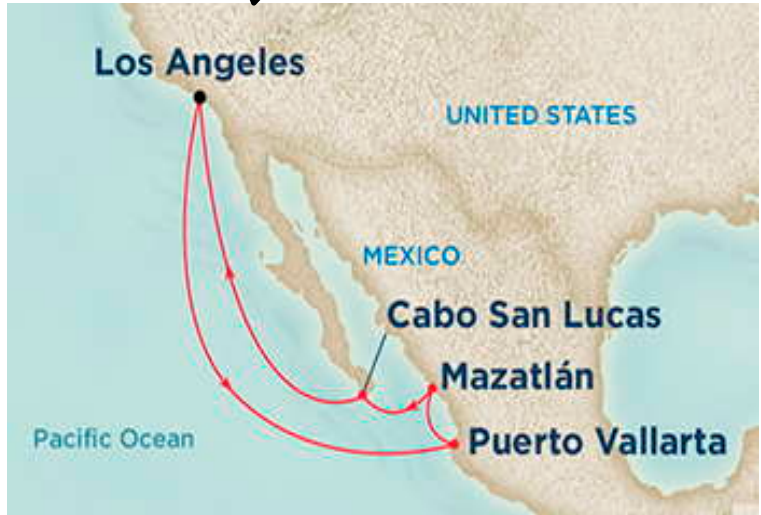 Los Angeles
UNITED STATES
MEXICO
Cabo San Lucas
Mazatlán
Pacific Ocean
Puerto Vallarta